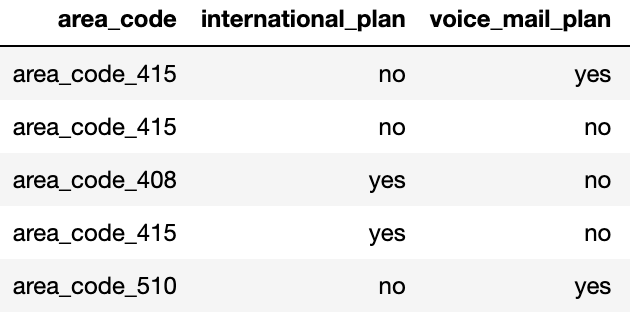 area_code international_plan voice_mail_plan
area_code_415 no yes
area_code_415 no no
area_code_408 yes no
area_code_415 yes no
area_code_510 no yes